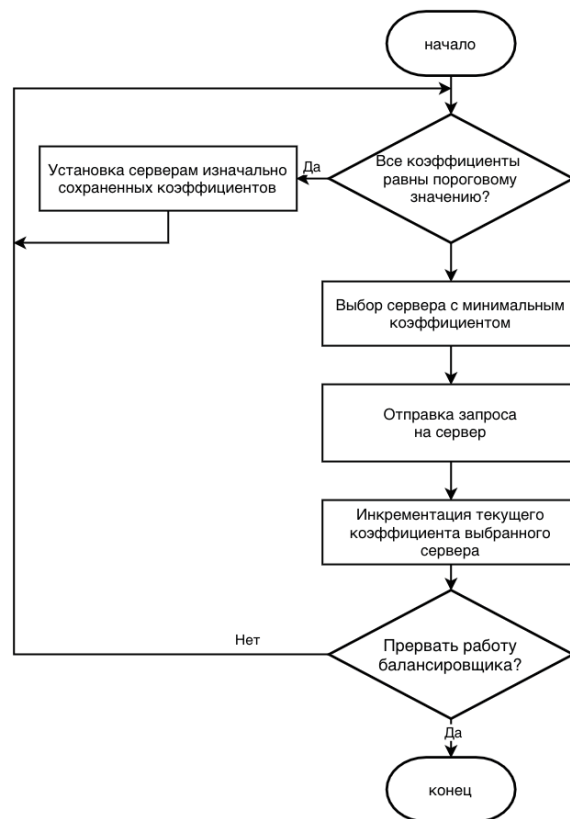 начало
Все коэффициенты
равны пороговому
значению?
Да
Установка серверам изначально
сохраненных коэффициентов
Выбор сервера с минимальным
коэффициентом
Отправка запроса
на сервер
Инкрементация текущего
коэффициента выбранного
сервера
Прервать работу
балансировщика?
Нет
Да
конец